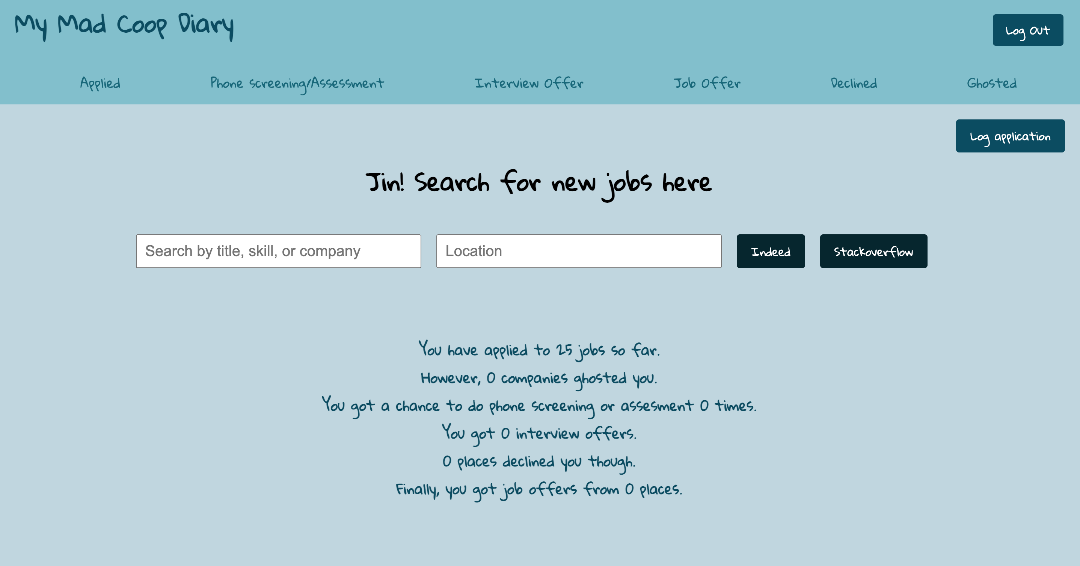 My Mad Coop Diary
Log Out
Applied Phone screening/Assessment Interview Offer Job Offer Declined Ghosted
Log application
Jin! Search for new jobs here
Search by title, skill, or company Location Indeed Stackoverflow
You have applied to 25 jobs so far.
However, 0 companies ghosted you.
You got a chance to do phone screening or assesment 0 times.
You got 0 interview offers.
0 places declined you though.
Finally, you got job offers from 0 places.